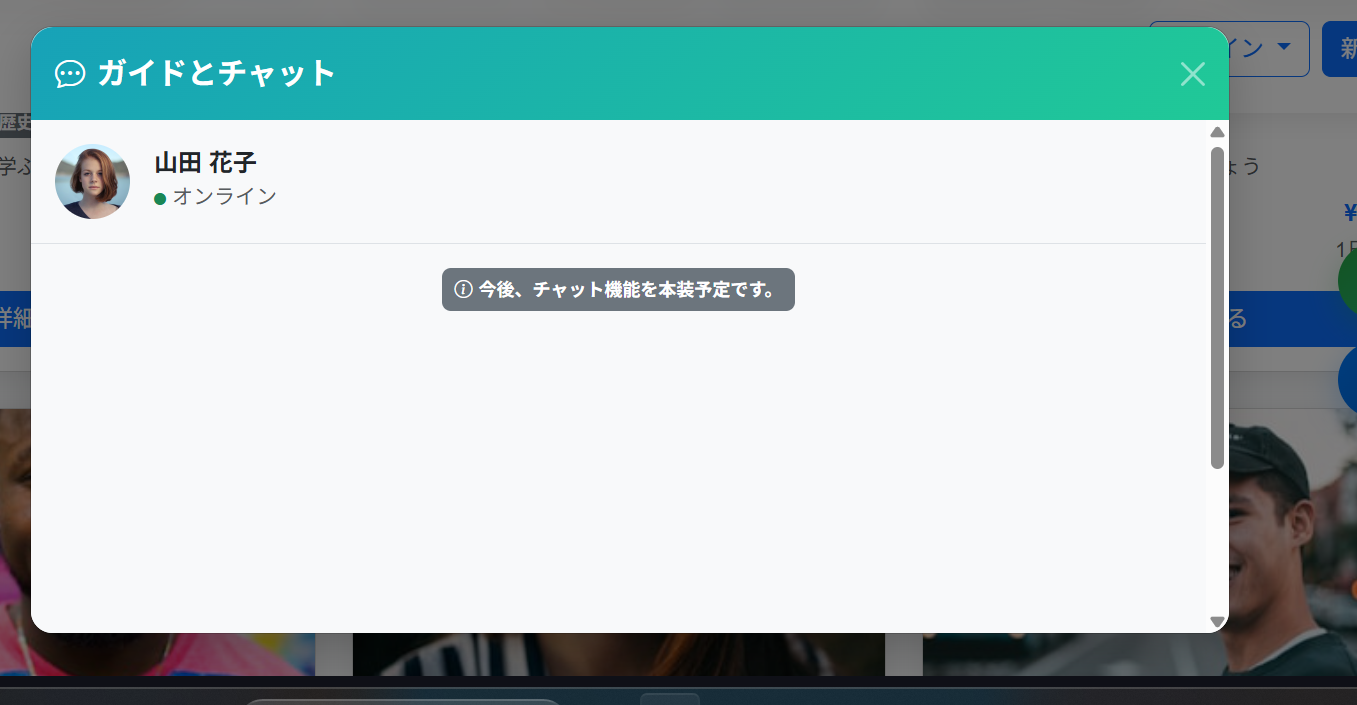 ガイドとチャット
イン
新
歴史
学ぶ
ょう
山田 花子
オンライン
¥
1日
今後、チャット機能を本装予定です。
詳細
る